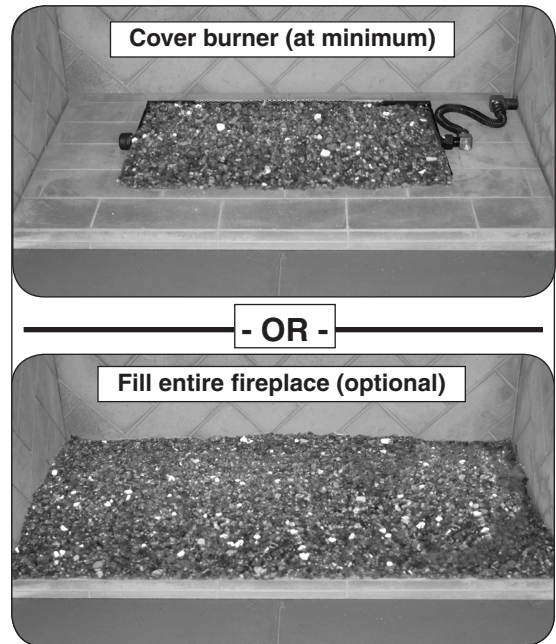 Cover burner (at minimum)
- OR -
Fill entire fireplace (optional)